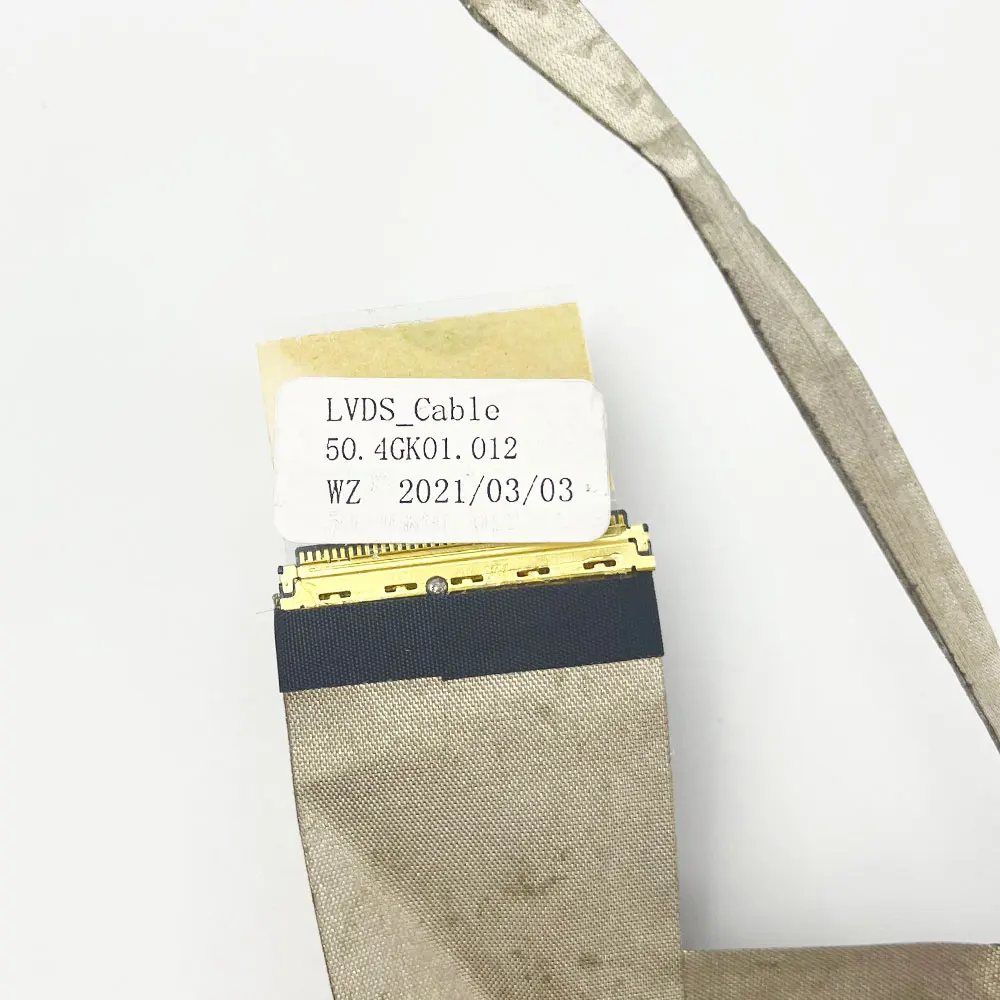 LVDS_Cable
50.4GK01.012
WZ 2021/03/03